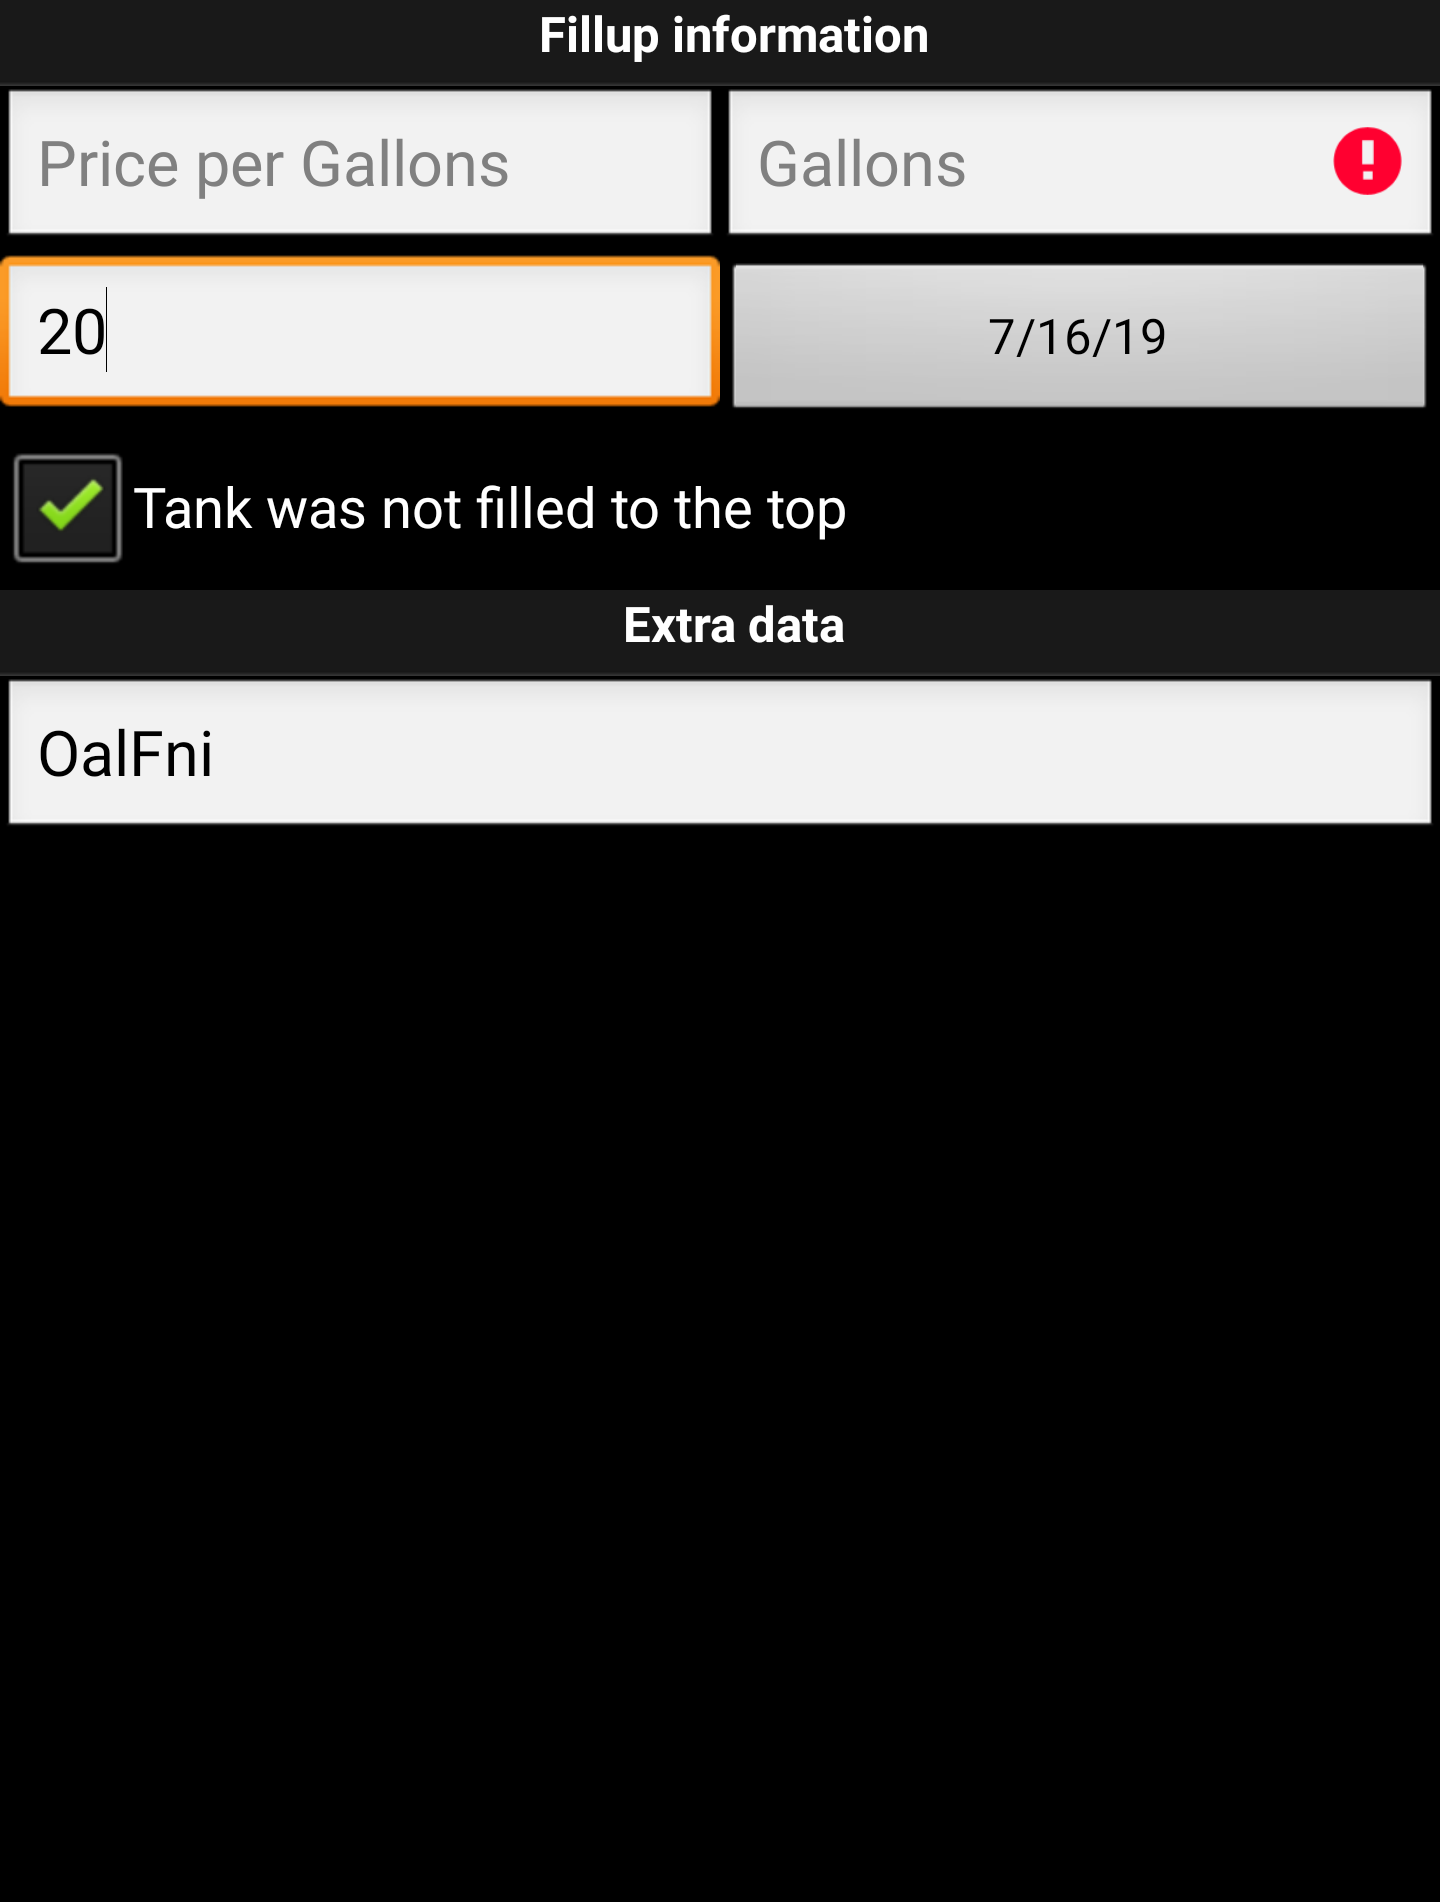 Fillup information
Price per Gallons
Gallons
20
7/16/19
Tank was not filled to the top
Extra data
OalFni